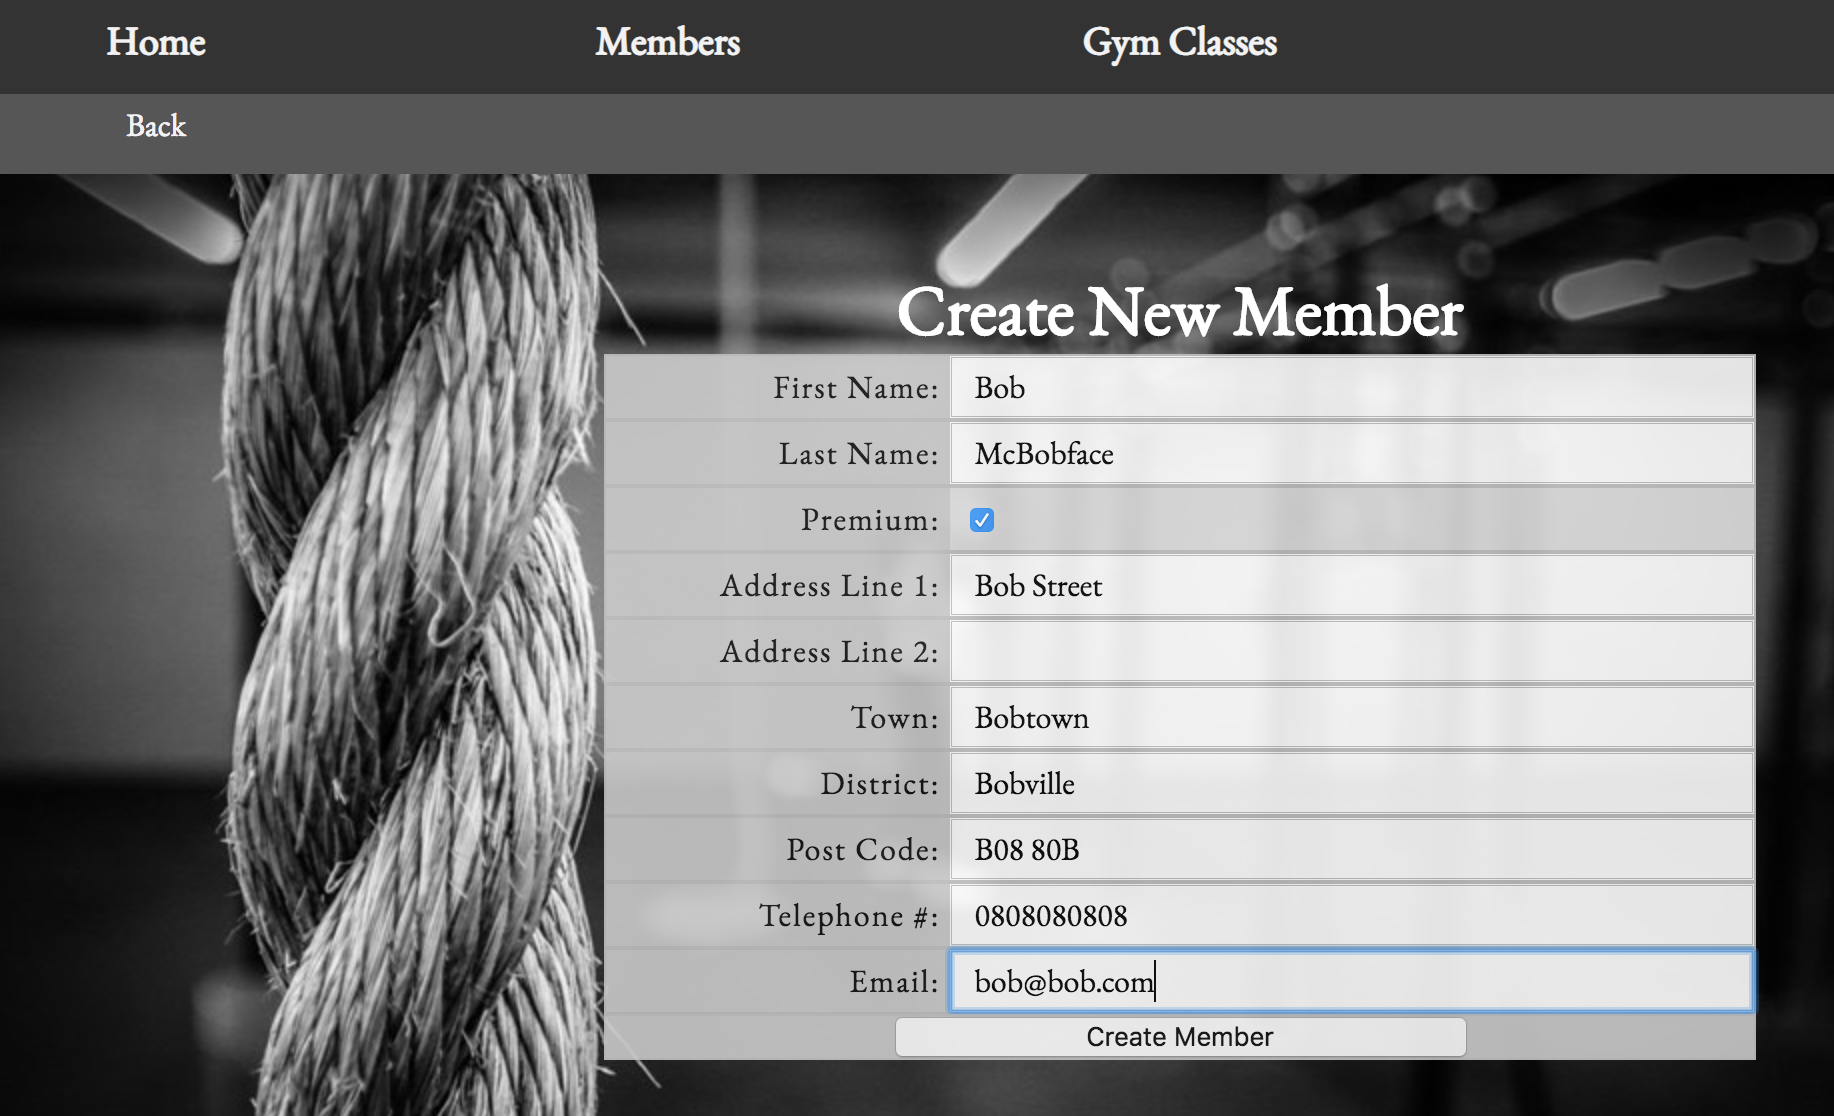 Home Members Gym Classes
Back
Create New Member
First Name: Bob
Last Name: McBobface
Premium:
Address Line 1: Bob Street
Address Line 2:
Town: Bobtown
District: Bobville
Post Code: B08 80B
Telephone #: 0808080808
Email: bob@bob.com
Create Member